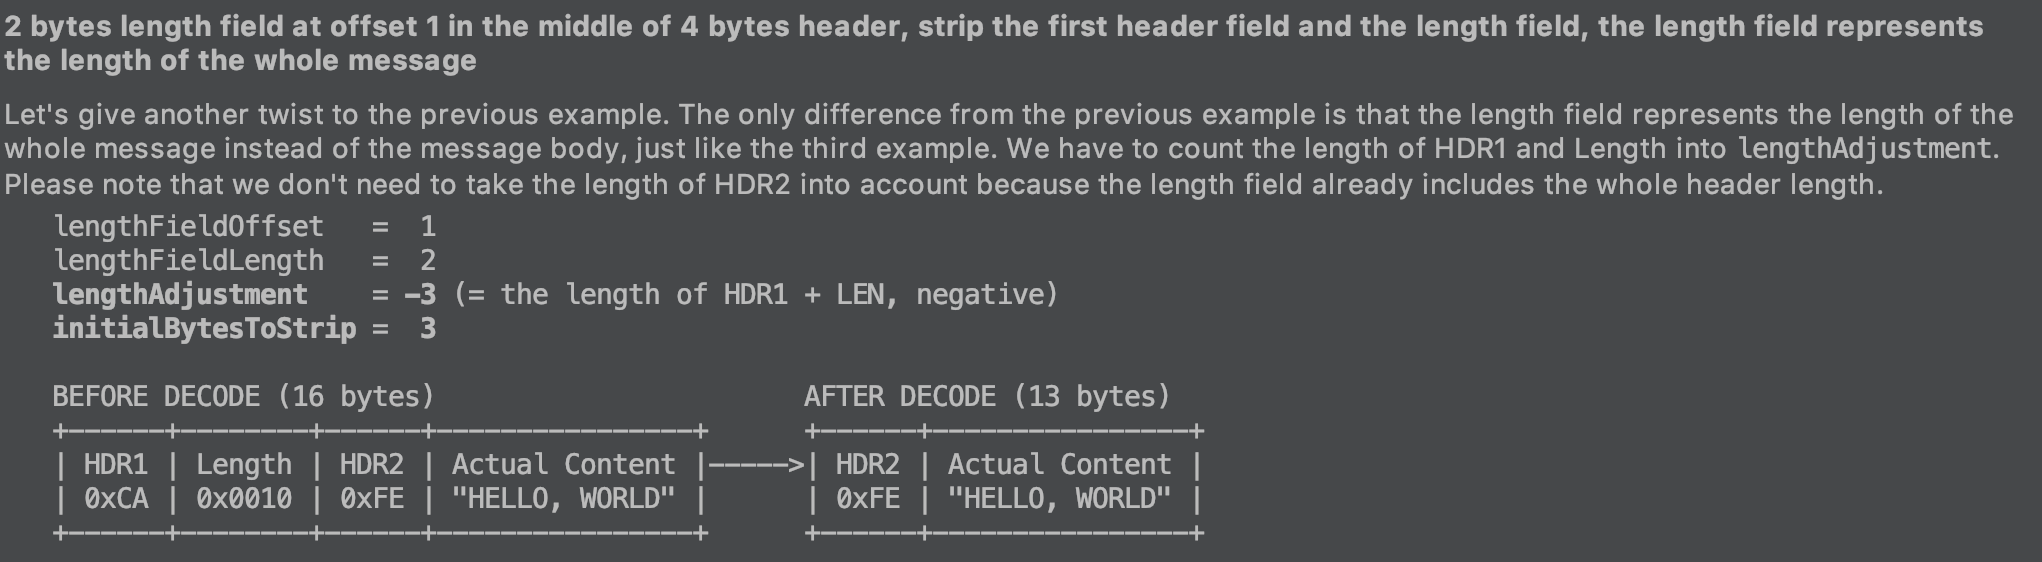 2 bytes length field at offset 1 in the middle of 4 bytes header, strip the first header field and the length field, the length field represents
the length of the whole message
Let's give another twist to the previous example. The only difference from the previous example is that the length field represents the length of the
whole message instead of the message body, just like the third example. We have to count the length of HDR1 and Length into lengthAdjustment.
Please note that we don't need to take the length of HDR2 into account because the length field already includes the whole header length.
lengthFieldOffset   =  1
lengthFieldLength   =  2
lengthAdjustment    = -3 (= the length of HDR1 + LEN, negative)
initialBytesToStrip =  3
BEFORE DECODE (16 bytes)                       AFTER DECODE (13 bytes)
+------+--------+------+----------------+      +------+----------------+
| HDR1 | Length | HDR2 | Actual Content |----->| HDR2 | Actual Content |
| 0xCA | 0x0010 | 0xFE | "HELLO, WORLD" |      | 0xFE | "HELLO, WORLD" |
+------+--------+------+----------------+      +------+----------------+